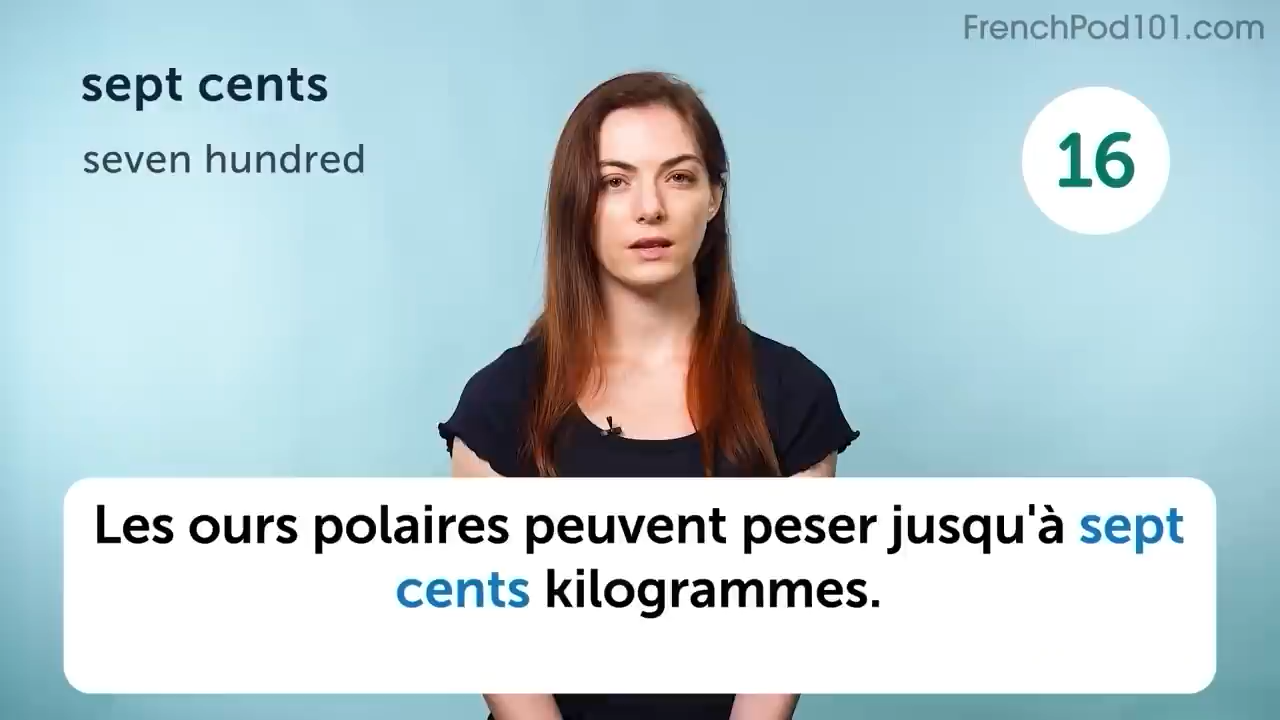 FrenchPod101.com
sept cents
seven hundred
16
Les ours polaires peuvent peser jusqu'à sept
cents kilogrammes.